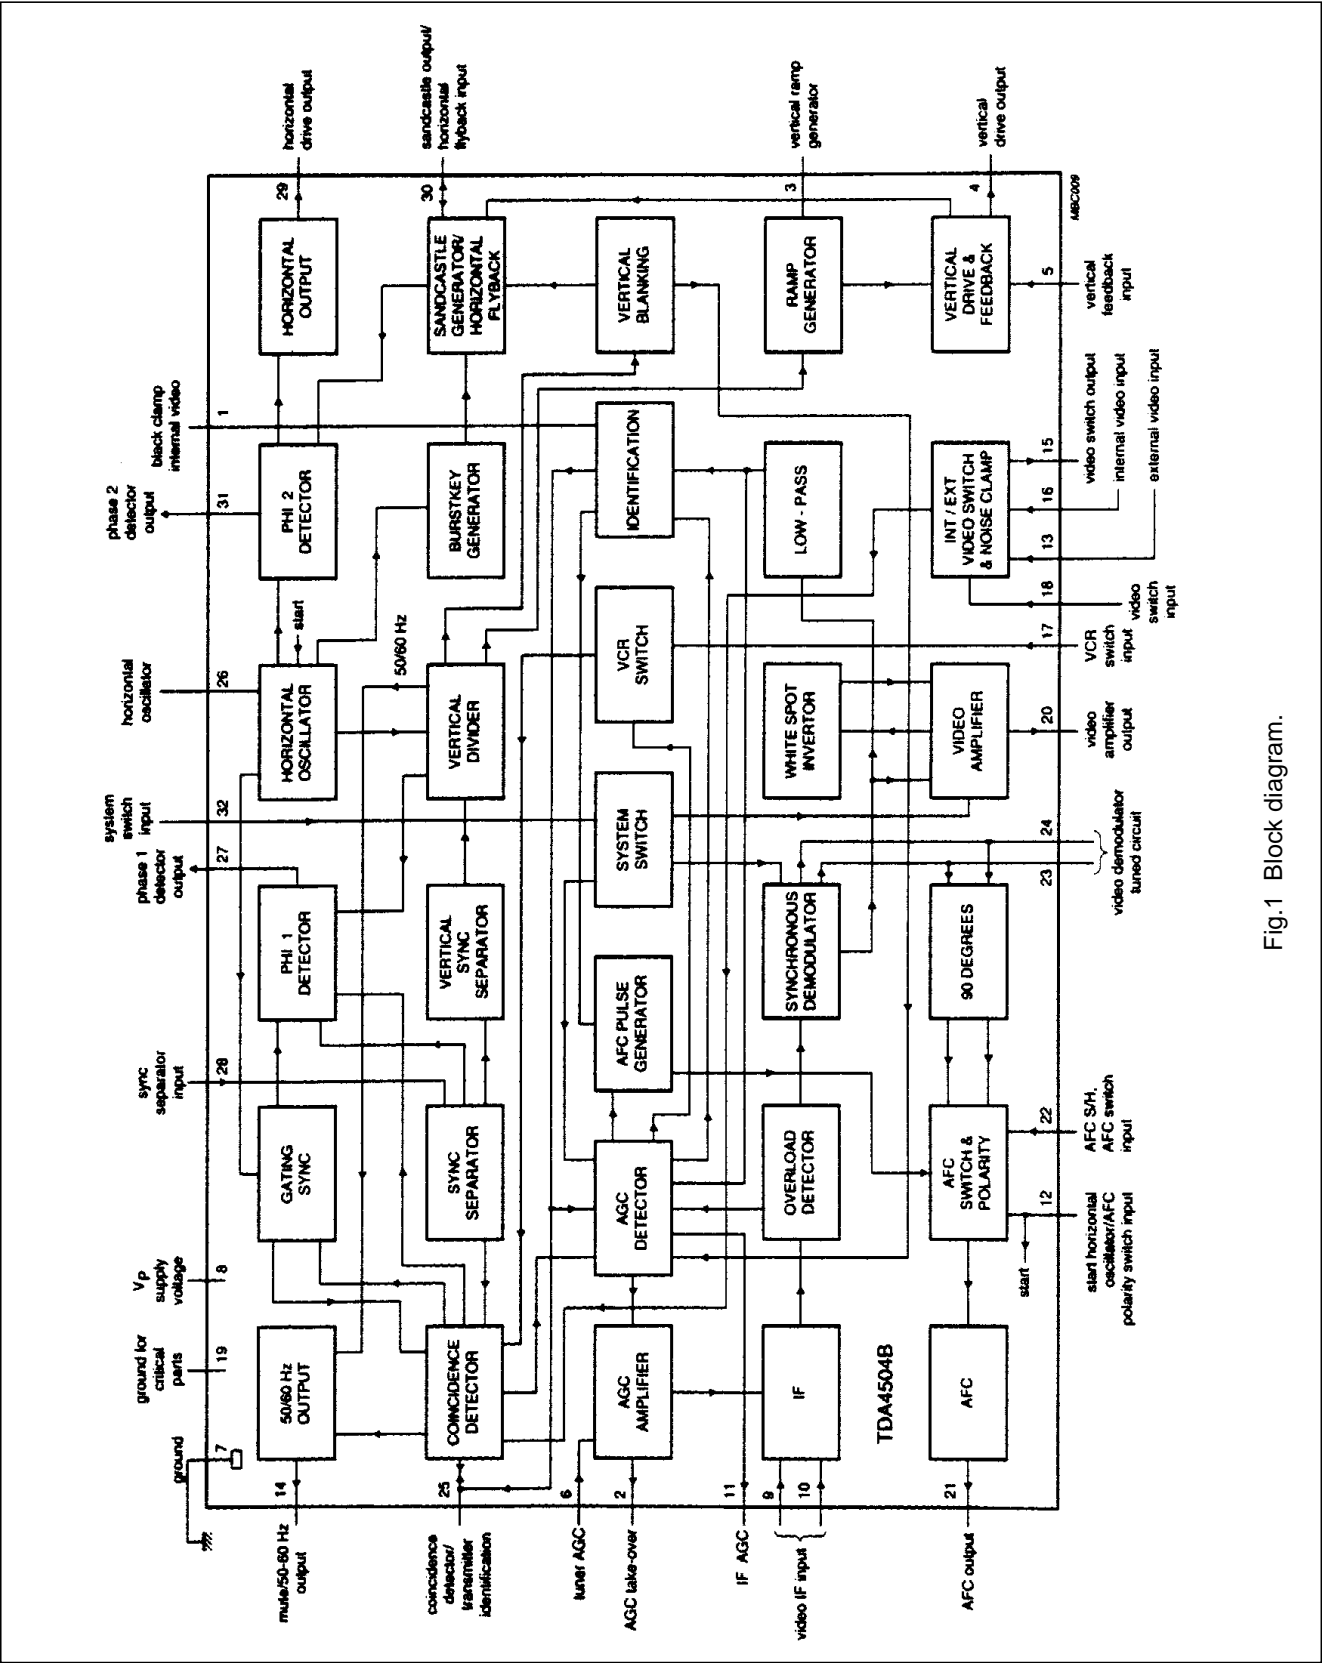 mute/50-60 Hz
output
coincidence
detector/
transmitter
identification
tuner AGC
AGC take-over
IF AGC
video IF input
AFC output
ground
7
14
25
6
2
11
9
10
21
ground for
critical
parts
19
VP
supply
voltage
8
50/60 Hz
OUTPUT
COINCIDENCE
DETECTOR
AGC
AMPLIFIER
IF
TDA4504B
AFC
GATING
SYNC
SYNC
SEPARATOR
AGC
DETECTOR
OVERLOAD
DETECTOR
AFC
SWITCH &
POLARITY
start
12
start horizontal
oscillator/AFC
polarity switch input
22
AFC S/H.
AFC switch
input
sync
separator
input
28
PHI 1
DETECTOR
VERTICAL
SYNC
SEPARATOR
AFC PULSE
GENERATOR
SYNCHRONOUS
DEMODULATOR
90 DEGREES
phase 1
detector
output
27
system
switch
input
32
23
24
video demodulator
tuned circuit
horizontal
oscillator
26
HORIZONTAL
OSCILLATOR
VERTICAL
DIVIDER
SYSTEM
SWITCH
VCR
SWITCH
WHITE SPOT
INVERTOR
VIDEO
AMPLIFIER
20
video
amplifier
output
17
VCR
switch
input
start
50/60 Hz
phase 2
detector
output
31
PHI 2
DETECTOR
BURSTKEY
GENERATOR
IDENTIFICATION
LOW - PASS
INT / EXT
VIDEO SWITCH
& NOISE CLAMP
18
video
switch
input
13
16
15
video switch output
internal video input
external video input
black clamp
internal video
1
HORIZONTAL
OUTPUT
SANDCASTLE
GENERATOR/
HORIZONTAL
FLYBACK
VERTICAL
BLANKING
RAMP
GENERATOR
VERTICAL
DRIVE &
FEEDBACK
5
vertical
feedback
input
29
30
3
4
horizontal
drive output
sandcastle output/
horizontal
flyback input
vertical ramp
generator
vertical
drive output
MBC009
Fig.1 Block diagram.